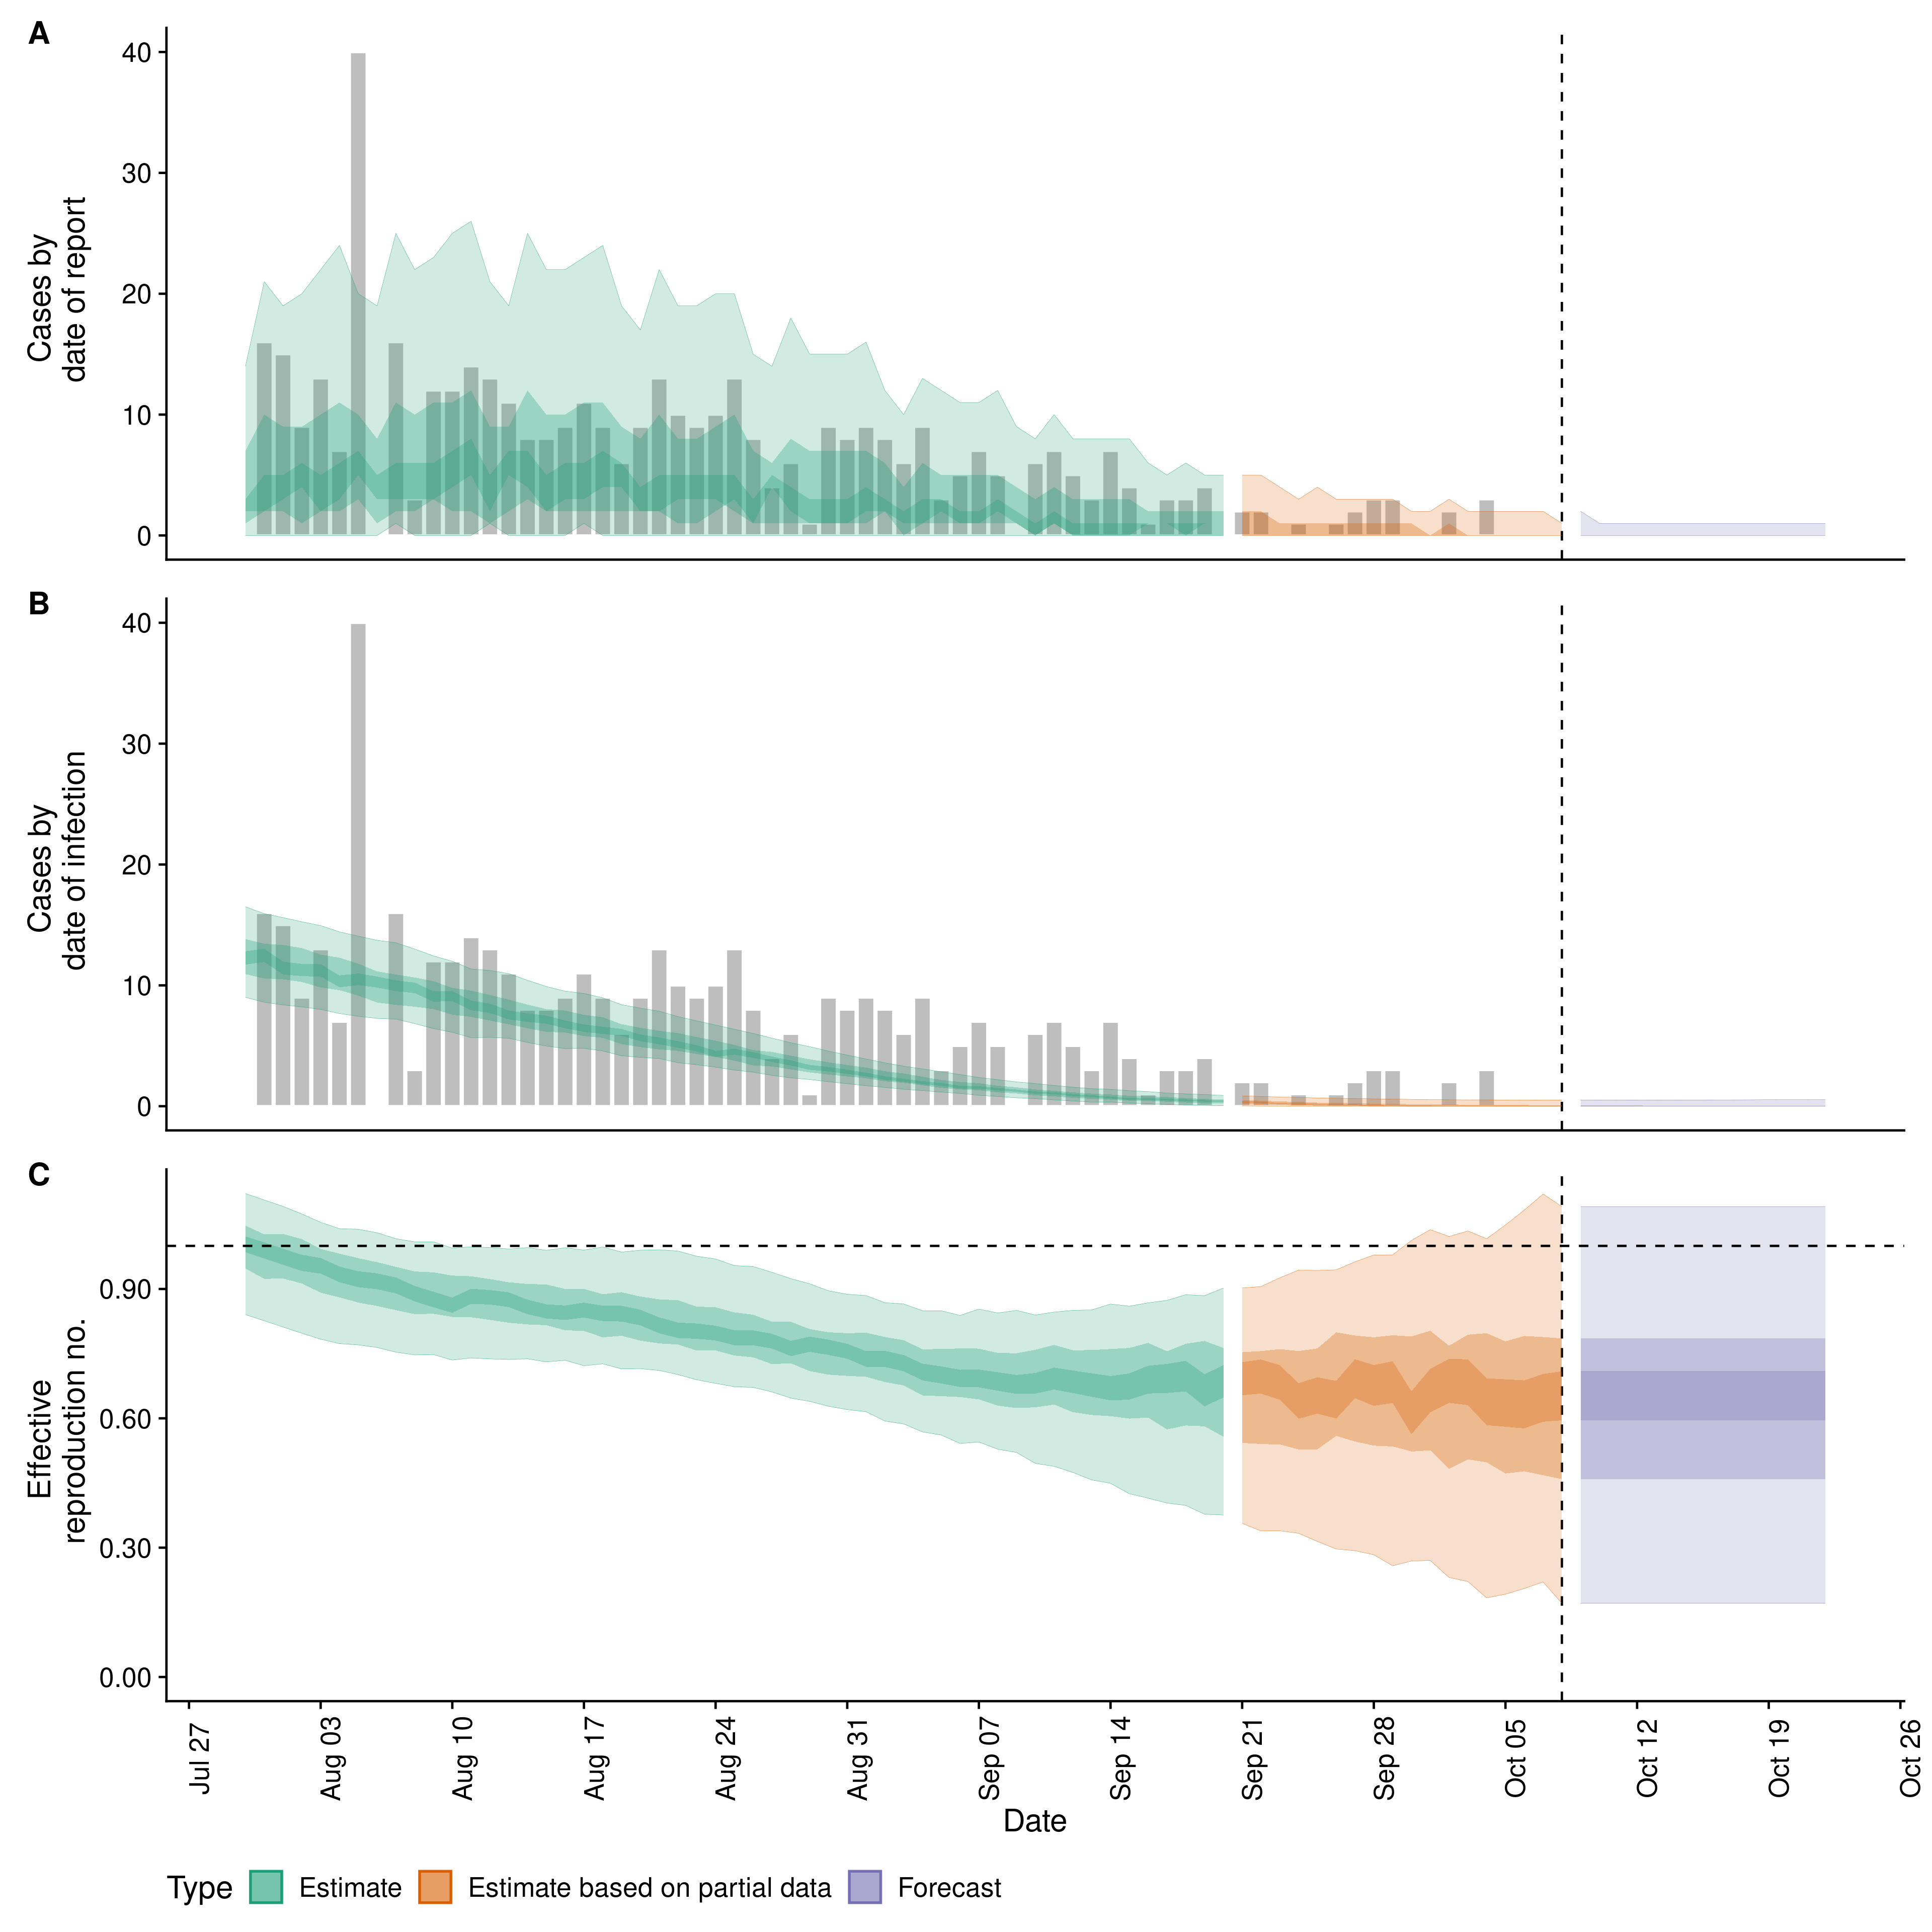 A
Cases by
date of report
40
30
20
10
0
B
Cases by
date of infection
40
30
20
10
0
C
Effective
reproduction no.
0.90
0.60
0.30
0.00
Jul 27
Aug 03
Aug 10
Aug 17
Aug 24
Aug 31
Sep 07
Sep 14
Sep 21
Sep 28
Oct 05
Oct 12
Oct 19
Oct 26
Date
Type Estimate Estimate based on partial data Forecast